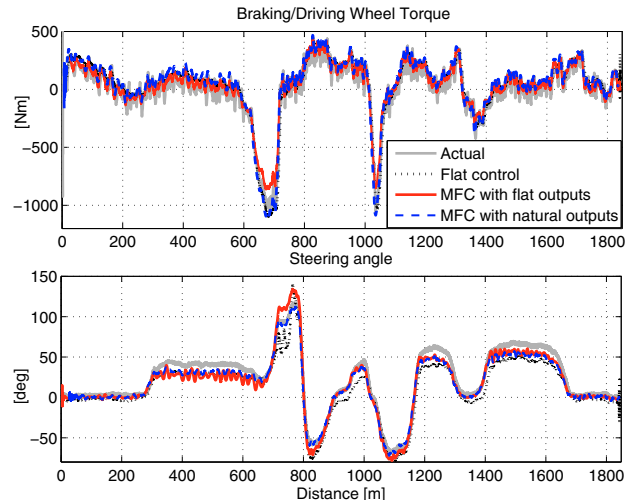 Braking/Driving Wheel Torque
500
0
−500
−1000
[Nm]
Actual
Flat control
MFC with flat outputs
MFC with natural outputs
0 200 400 600 800 1000 1200 1400 1600 1800
Steering angle
150
100
50
0
−50
[deg]
0 200 400 600 800 1000 1200 1400 1600 1800
Distance [m]